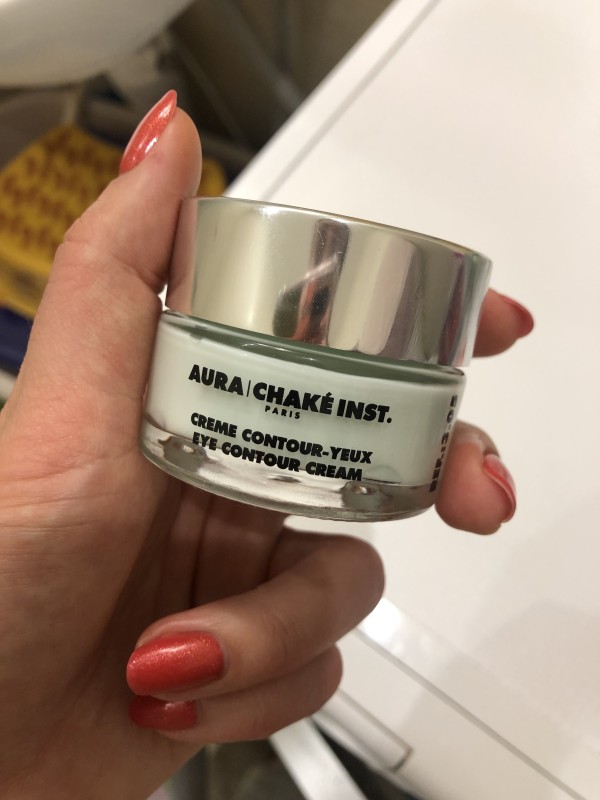 AURA|CHAKÉ INST.
PARIS
CREME CONTOUR-YEUX
EYE CONTOUR CREAM